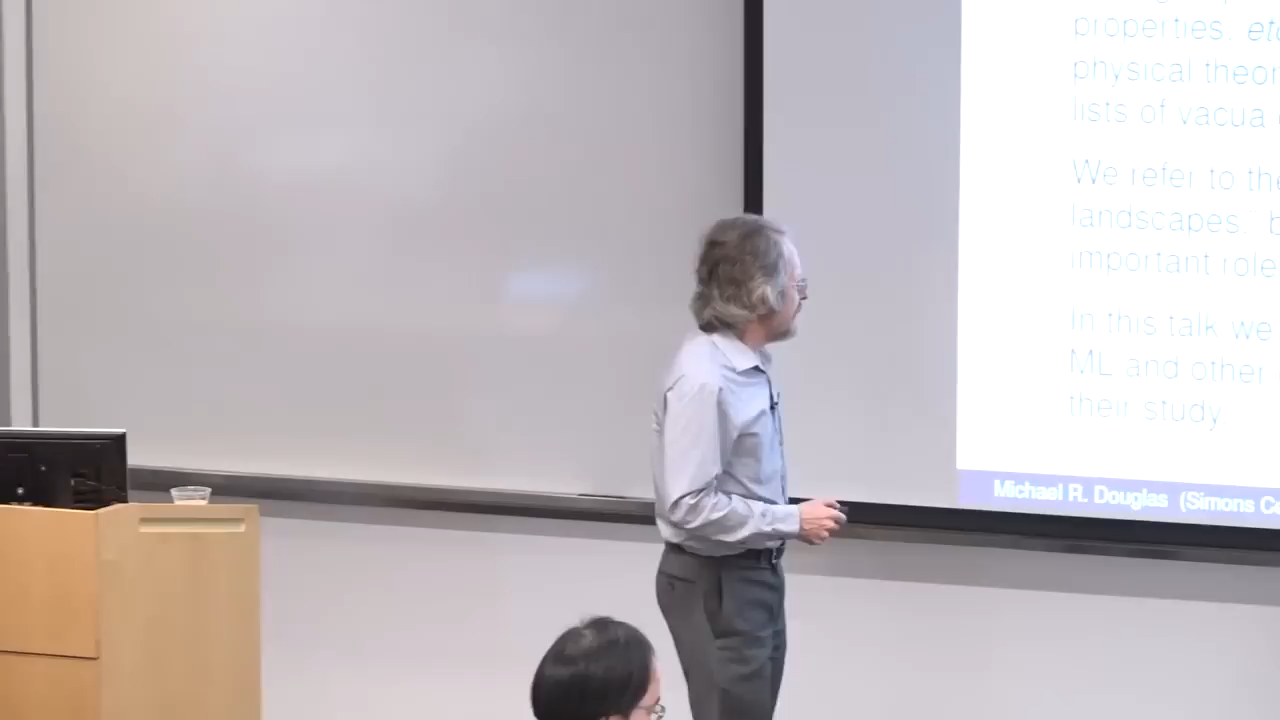 properties, etc
physical theor
lists of vacua
We refer to the
landscapes," b
important role
In this talk we
ML and other
their study
Michael R. Douglas (Simons Ce